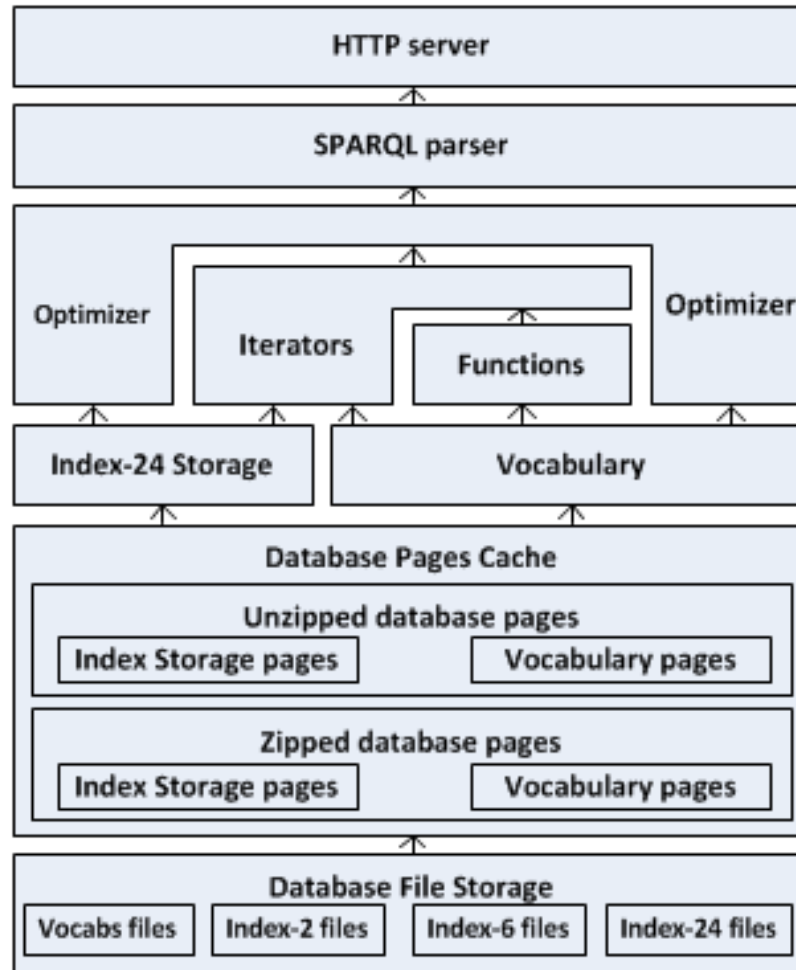 HTTP server
SPARQL parser
Optimizer
Iterators
Functions
Optimizer
Index-24 Storage
Vocabulary
Database Pages Cache
Unzipped database pages
Index Storage pages
Vocabulary pages
Zipped database pages
Index Storage pages
Vocabulary pages
Database File Storage
Vocabs files
Index-2 files
Index-6 files
Index-24 files